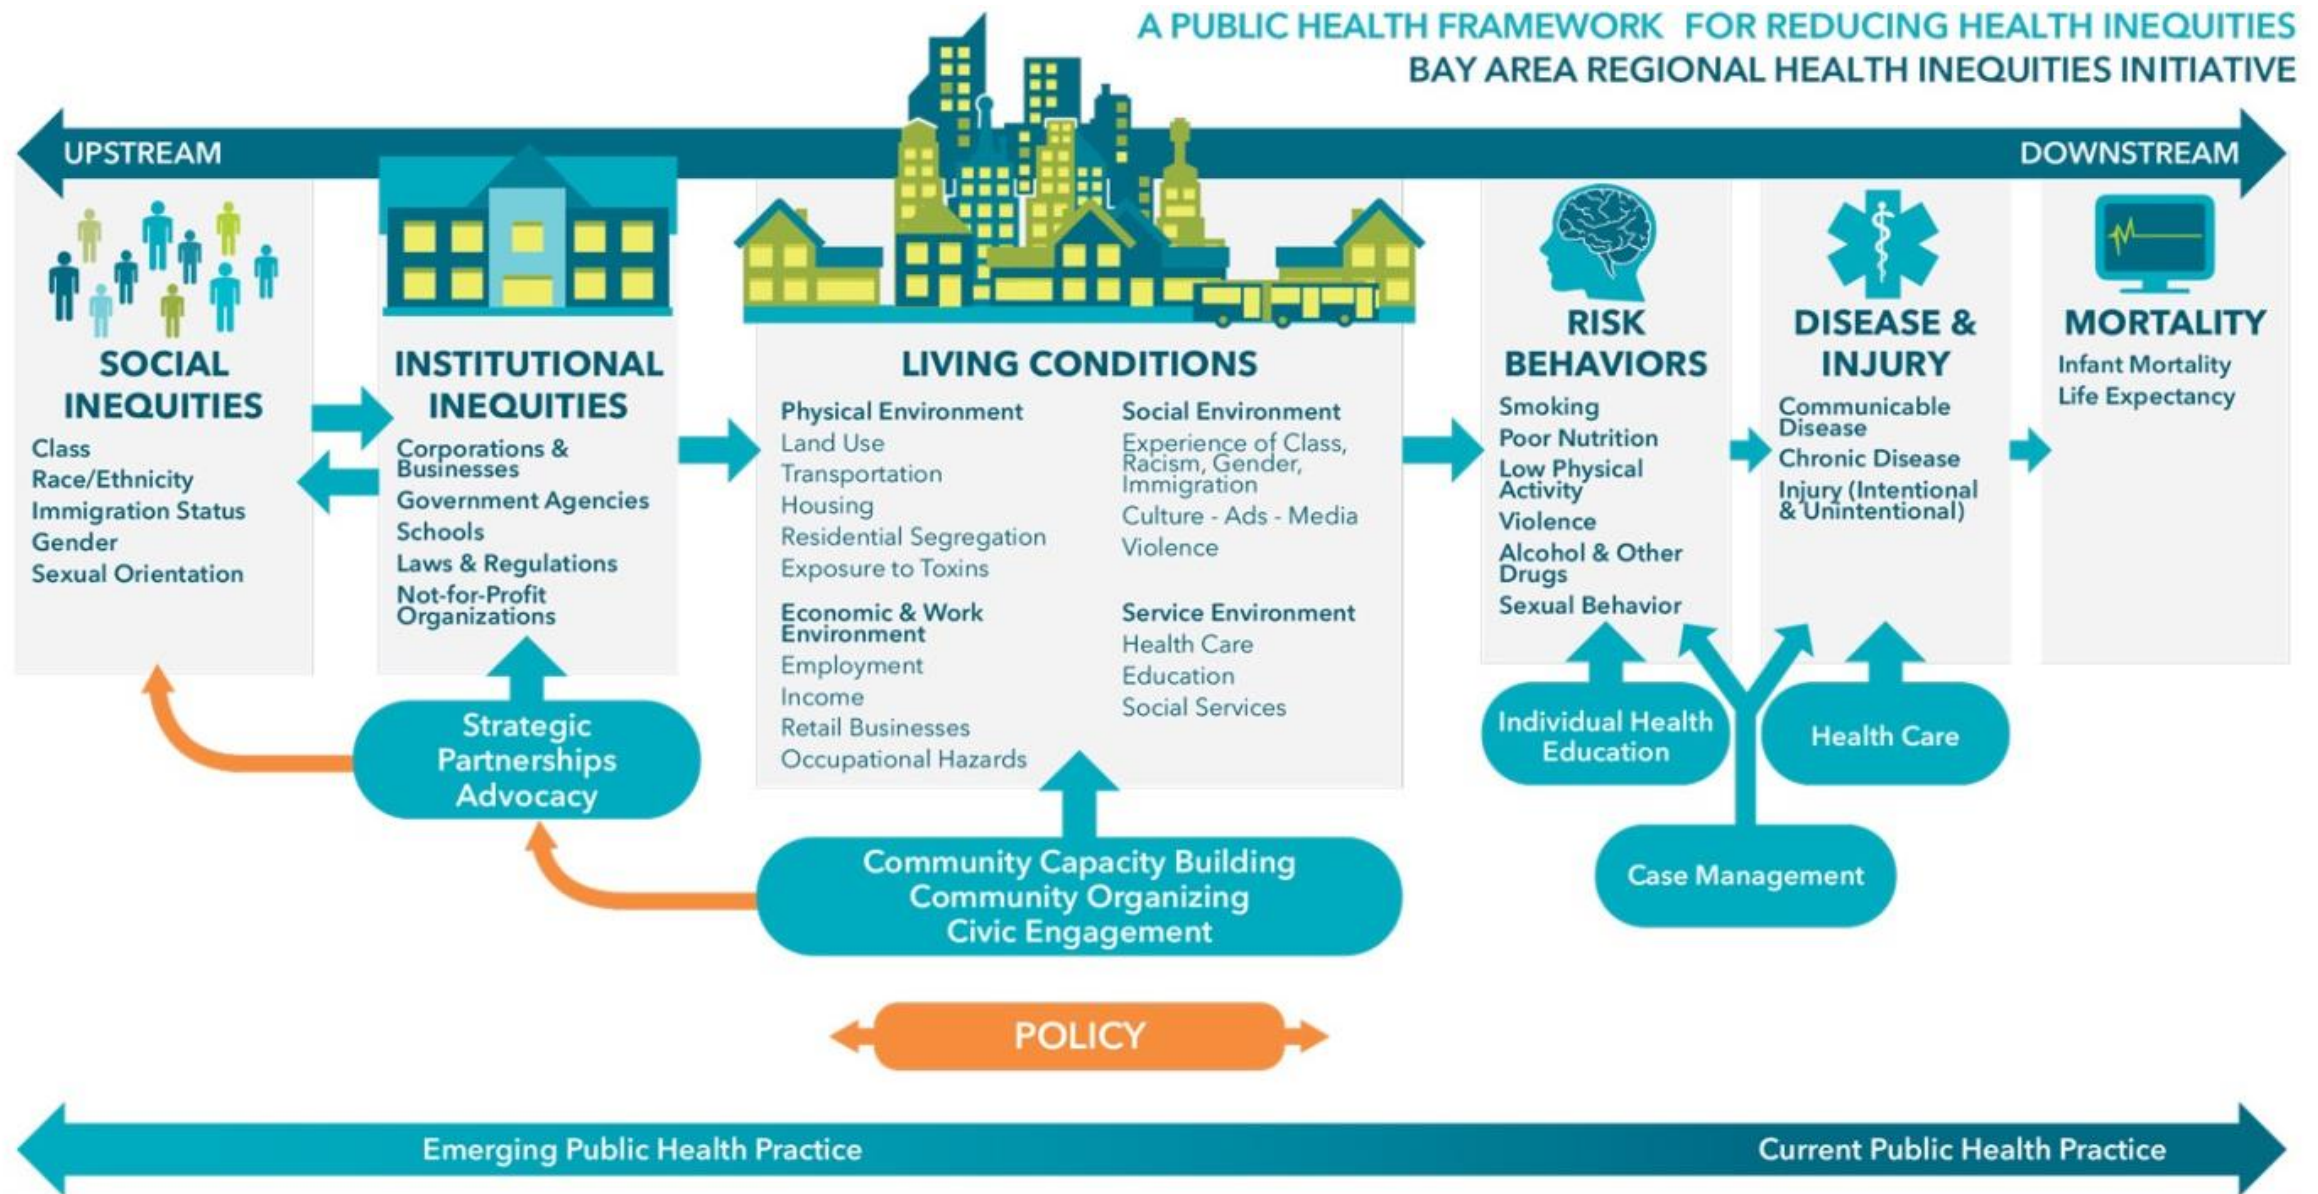 A PUBLIC HEALTH FRAMEWORK FOR REDUCING HEALTH INEQUITIES
BAY AREA REGIONAL HEALTH INEQUITIES INITIATIVE
UPSTREAM
DOWNSTREAM
SOCIAL
INEQUITIES
Class
Race/Ethnicity
Immigration Status
Gender
Sexual Orientation
INSTITUTIONAL
INEQUITIES
Corporations &
Businesses
Government Agencies
Schools
Laws & Regulations
Not-for-Profit
Organizations
LIVING CONDITIONS
Physical Environment
Land Use
Transportation
Housing
Residential Segregation
Exposure to Toxins
Economic & Work
Environment
Employment
Income
Retail Businesses
Occupational Hazards
Social Environment
Experience of Class,
Racism, Gender,
Immigration
Culture - Ads - Media
Violence
Service Environment
Health Care
Education
Social Services
RISK
BEHAVIORS
Smoking
Poor Nutrition
Low Physical
Activity
Violence
Alcohol & Other
Drugs
Sexual Behavior
DISEASE &
INJURY
Communicable
Disease
Chronic Disease
Injury (Intentional
& Unintentional)
MORTALITY
Infant Mortality
Life Expectancy
Strategic
Partnerships
Advocacy
Community Capacity Building
Community Organizing
Civic Engagement
Individual Health
Education
Health Care
Case Management
POLICY
Emerging Public Health Practice
Current Public Health Practice